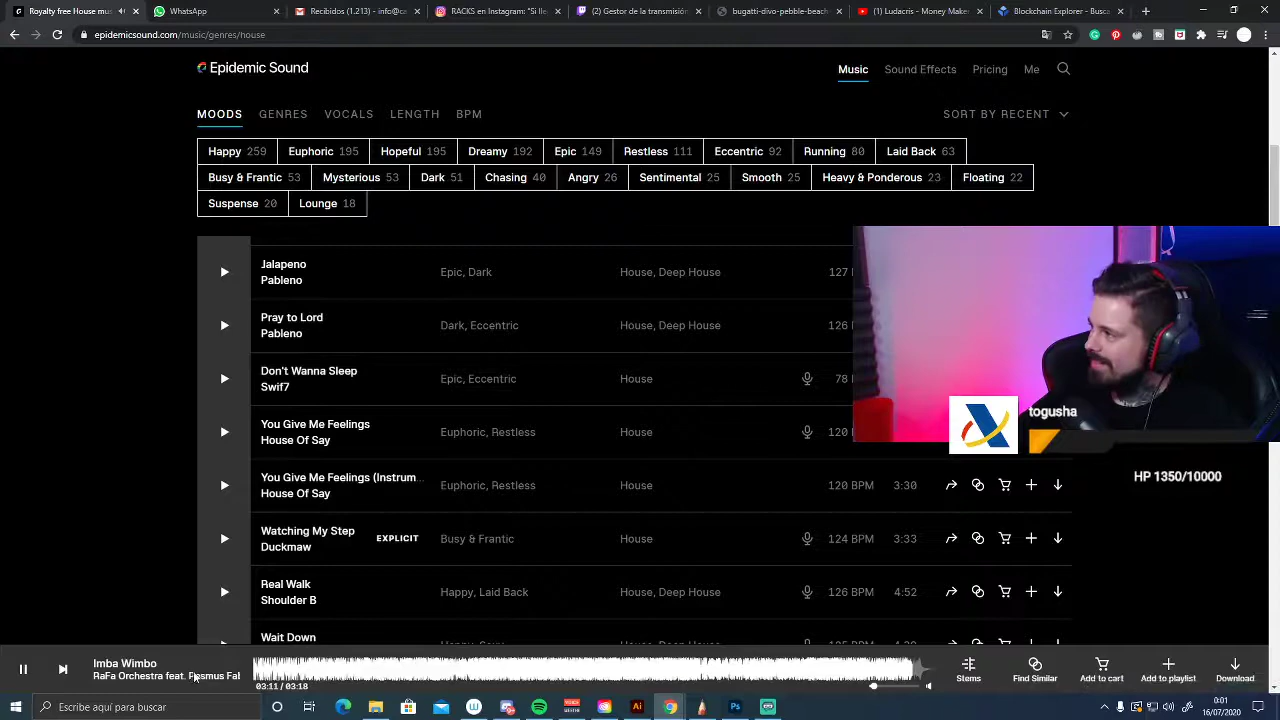 Royalty free House mus
WhatsApp
Recibidos (1.213) - info@ca
RACKS en Instagram: "Si lle
(2) Gestor de la transmisión
bugatti-divo-pebble-beach
(1) Ludacris – Money Make
Blockchain Explorer - Busca
epidemicsound.com/music/genres/house
Epidemic Sound
Music
Sound Effects
Pricing
Me
MOODS
GENRES
VOCALS
LENGTH
BPM
SORT BY RECENT
Happy 259
Euphoric 195
Hopeful 195
Dreamy 192
Epic 149
Restless 111
Eccentric 92
Running 80
Laid Back 63
Busy & Frantic 53
Mysterious 53
Dark 51
Chasing 40
Angry 26
Sentimental 25
Smooth 25
Heavy & Ponderous 23
Floating 22
Suspense 20
Lounge 18
Jalapeno
Pableno
Epic, Dark
House, Deep House
127
Pray to Lord
Pableno
Dark, Eccentric
House, Deep House
126
Don't Wanna Sleep
Swif7
Epic, Eccentric
House
78
You Give Me Feelings
House Of Say
Euphoric, Restless
House
120
You Give Me Feelings (Instrum...
House Of Say
Euphoric, Restless
House
120 BPM
3:30
Watching My Step
Duckmaw
EXPLICIT
Busy & Frantic
House
124 BPM
3:33
Real Walk
Shoulder B
Happy, Laid Back
House, Deep House
126 BPM
4:52
Wait Down
togusha
HP 1350/10000
Imba Wimbo
RaFa Orchestra feat.
03:11 / 03:18
Stems
Find Similar
Add to cart
Add to playlist
Download
Escribe aquí para buscar
0:01
16/07/2020